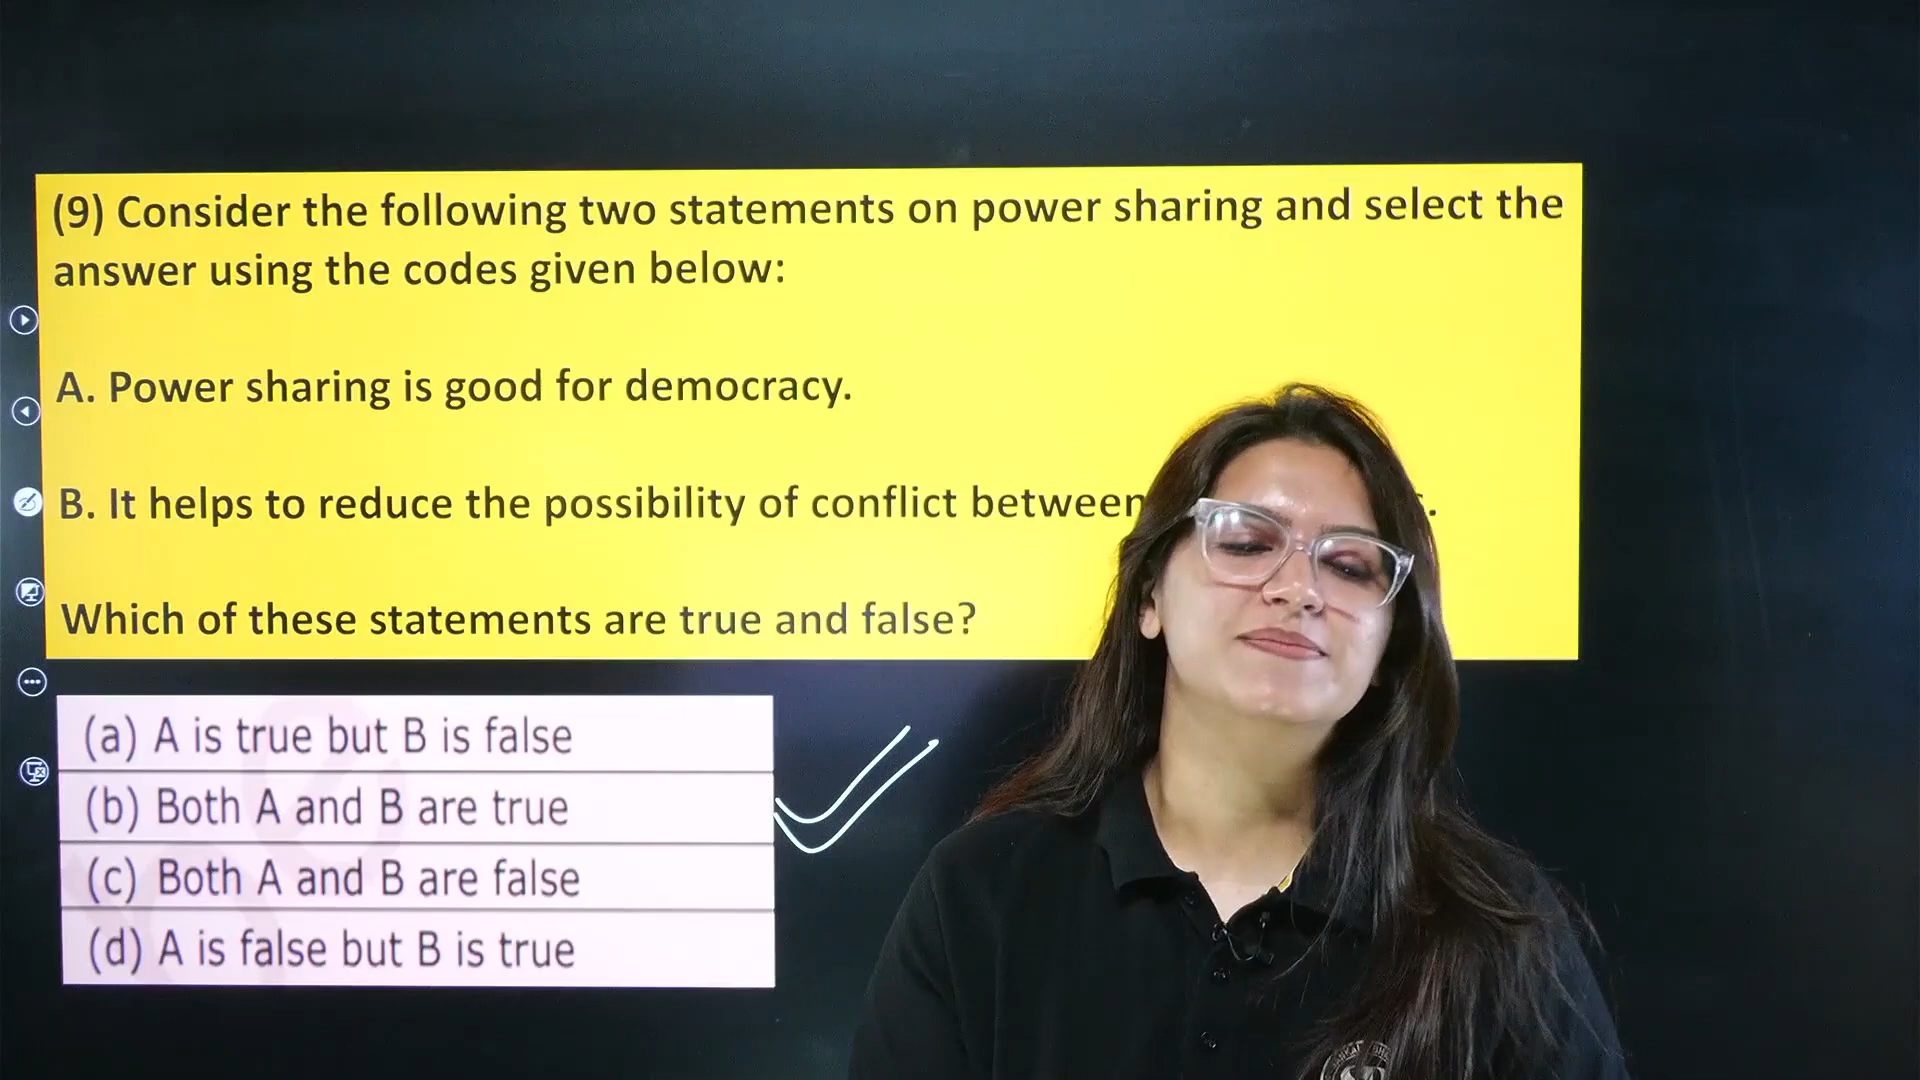 (9) Consider the following two statements on power sharing and select the
answer using the codes given below:
A. Power sharing is good for democracy.
B. It helps to reduce the possibility of conflict between
Which of these statements are true and false?
(a) A is true but B is false
(b) Both A and B are true
(c) Both A and B are false
(d) A is false but B is true